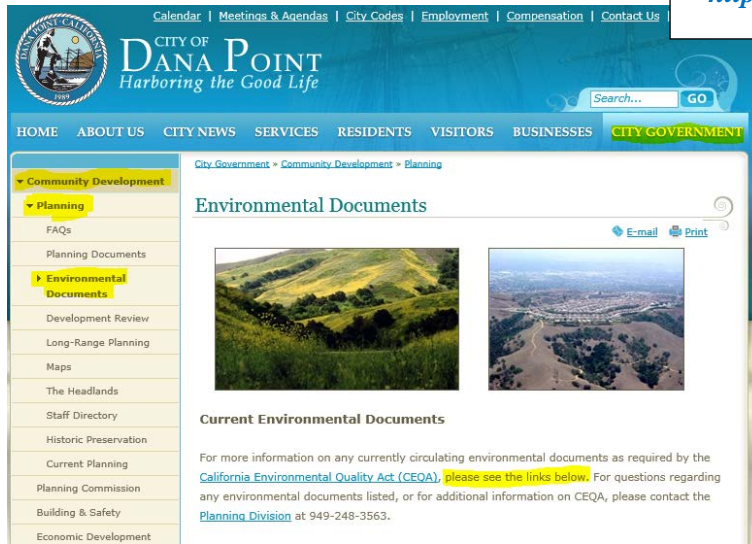 Calendar | Meetings & Agendas | City Codes | Employment | Compensation | Contact Us |
CITY OF
DANA POINT
Harboring the Good Life
DANA POINT·CALIFORNIA
1989
Search... GO
HOME ABOUT US CITY NEWS SERVICES RESIDENTS VISITORS BUSINESSES CITY GOVERNMENT
City Government » Community Development » Planning
Community Development
Planning
FAQs
Planning Documents
Environmental
Documents
Development Review
Long-Range Planning
Maps
The Headlands
Staff Directory
Historic Preservation
Current Planning
Planning Commission
Building & Safety
Economic Development
Environmental Documents
E-mail Print
Current Environmental Documents
For more information on any currently circulating environmental documents as required by the
California Environmental Quality Act (CEQA), please see the links below. For questions regarding
any environmental documents listed, or for additional information on CEQA, please contact the
Planning Division at 949-248-3563.